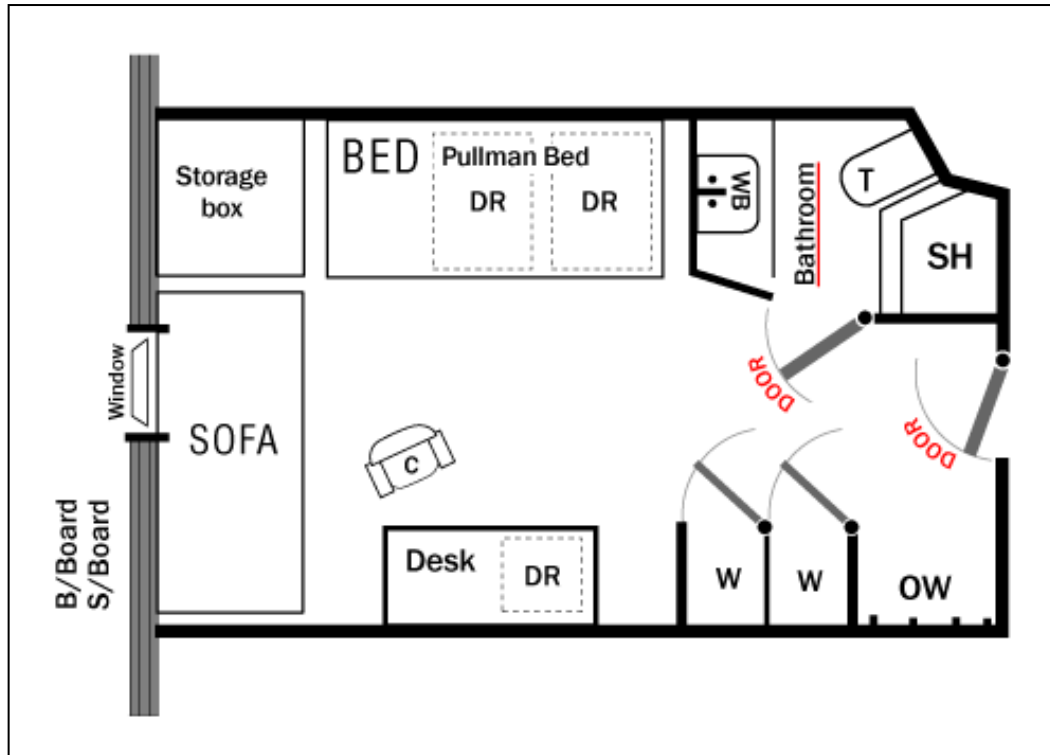 Storage
box
BED
Pullman Bed
DR
DR
WB
Bathroom
T
SH
Window
SOFA
C
DOOR
DOOR
B/Board
S/Board
Desk
DR
W
W
OW